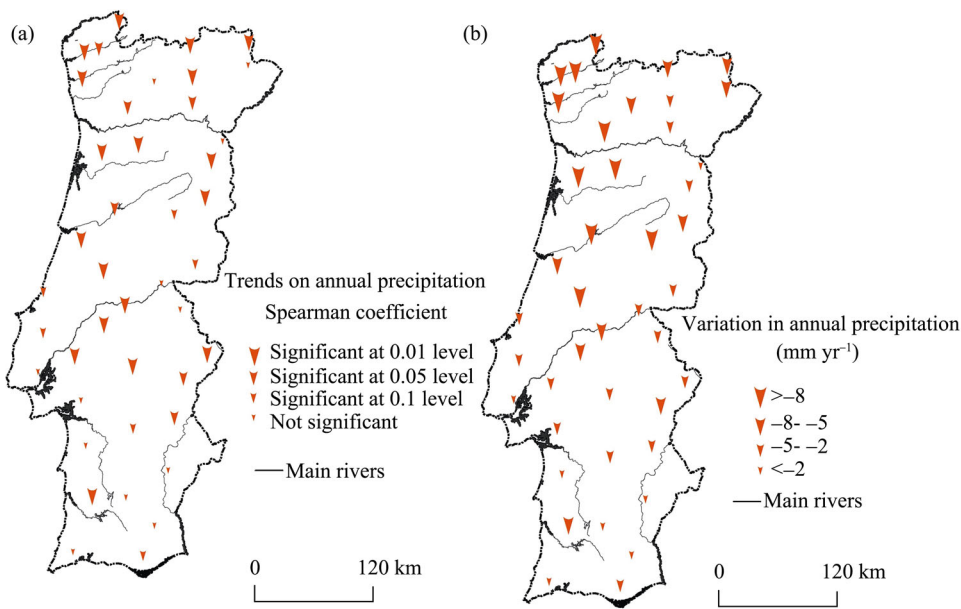 (a)
Trends on annual precipitation
Spearman coefficient
Significant at 0.01 level
Significant at 0.05 level
Significant at 0.1 level
Not significant
Main rivers
0 120 km
(b)
Variation in annual precipitation
(mm yr⁻¹)
>–8
–8- –5
–5- –2
<–2
Main rivers
0 120 km